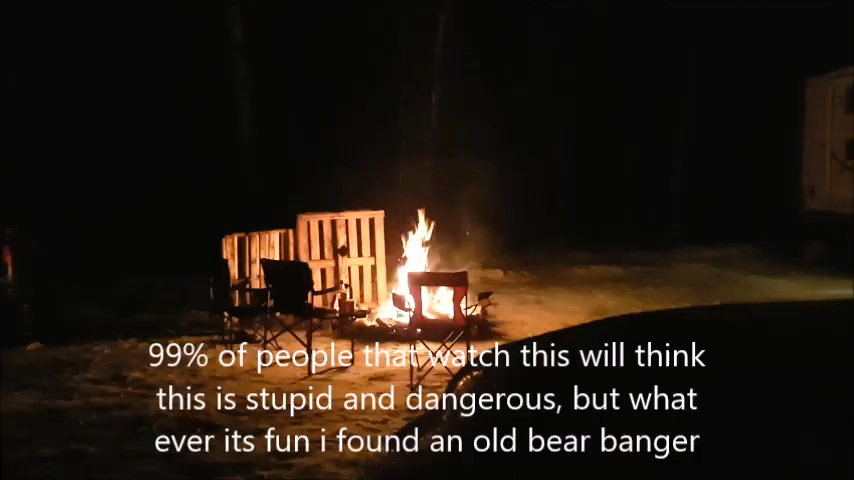 99% of people that watch this will think
this is stupid and dangerous, but what
ever its fun i found an old bear banger